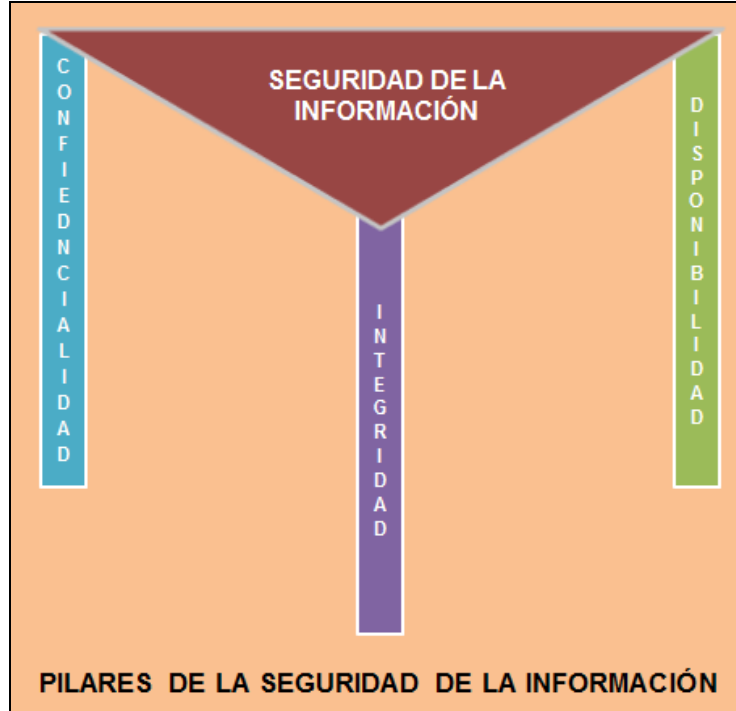 SEGURIDAD DE LA
INFORMACIÓN
CONFIEDNCIALIDAD
INTEGRIDAD
DISPONIBILIDAD
PILARES DE LA SEGURIDAD DE LA INFORMACIÓN